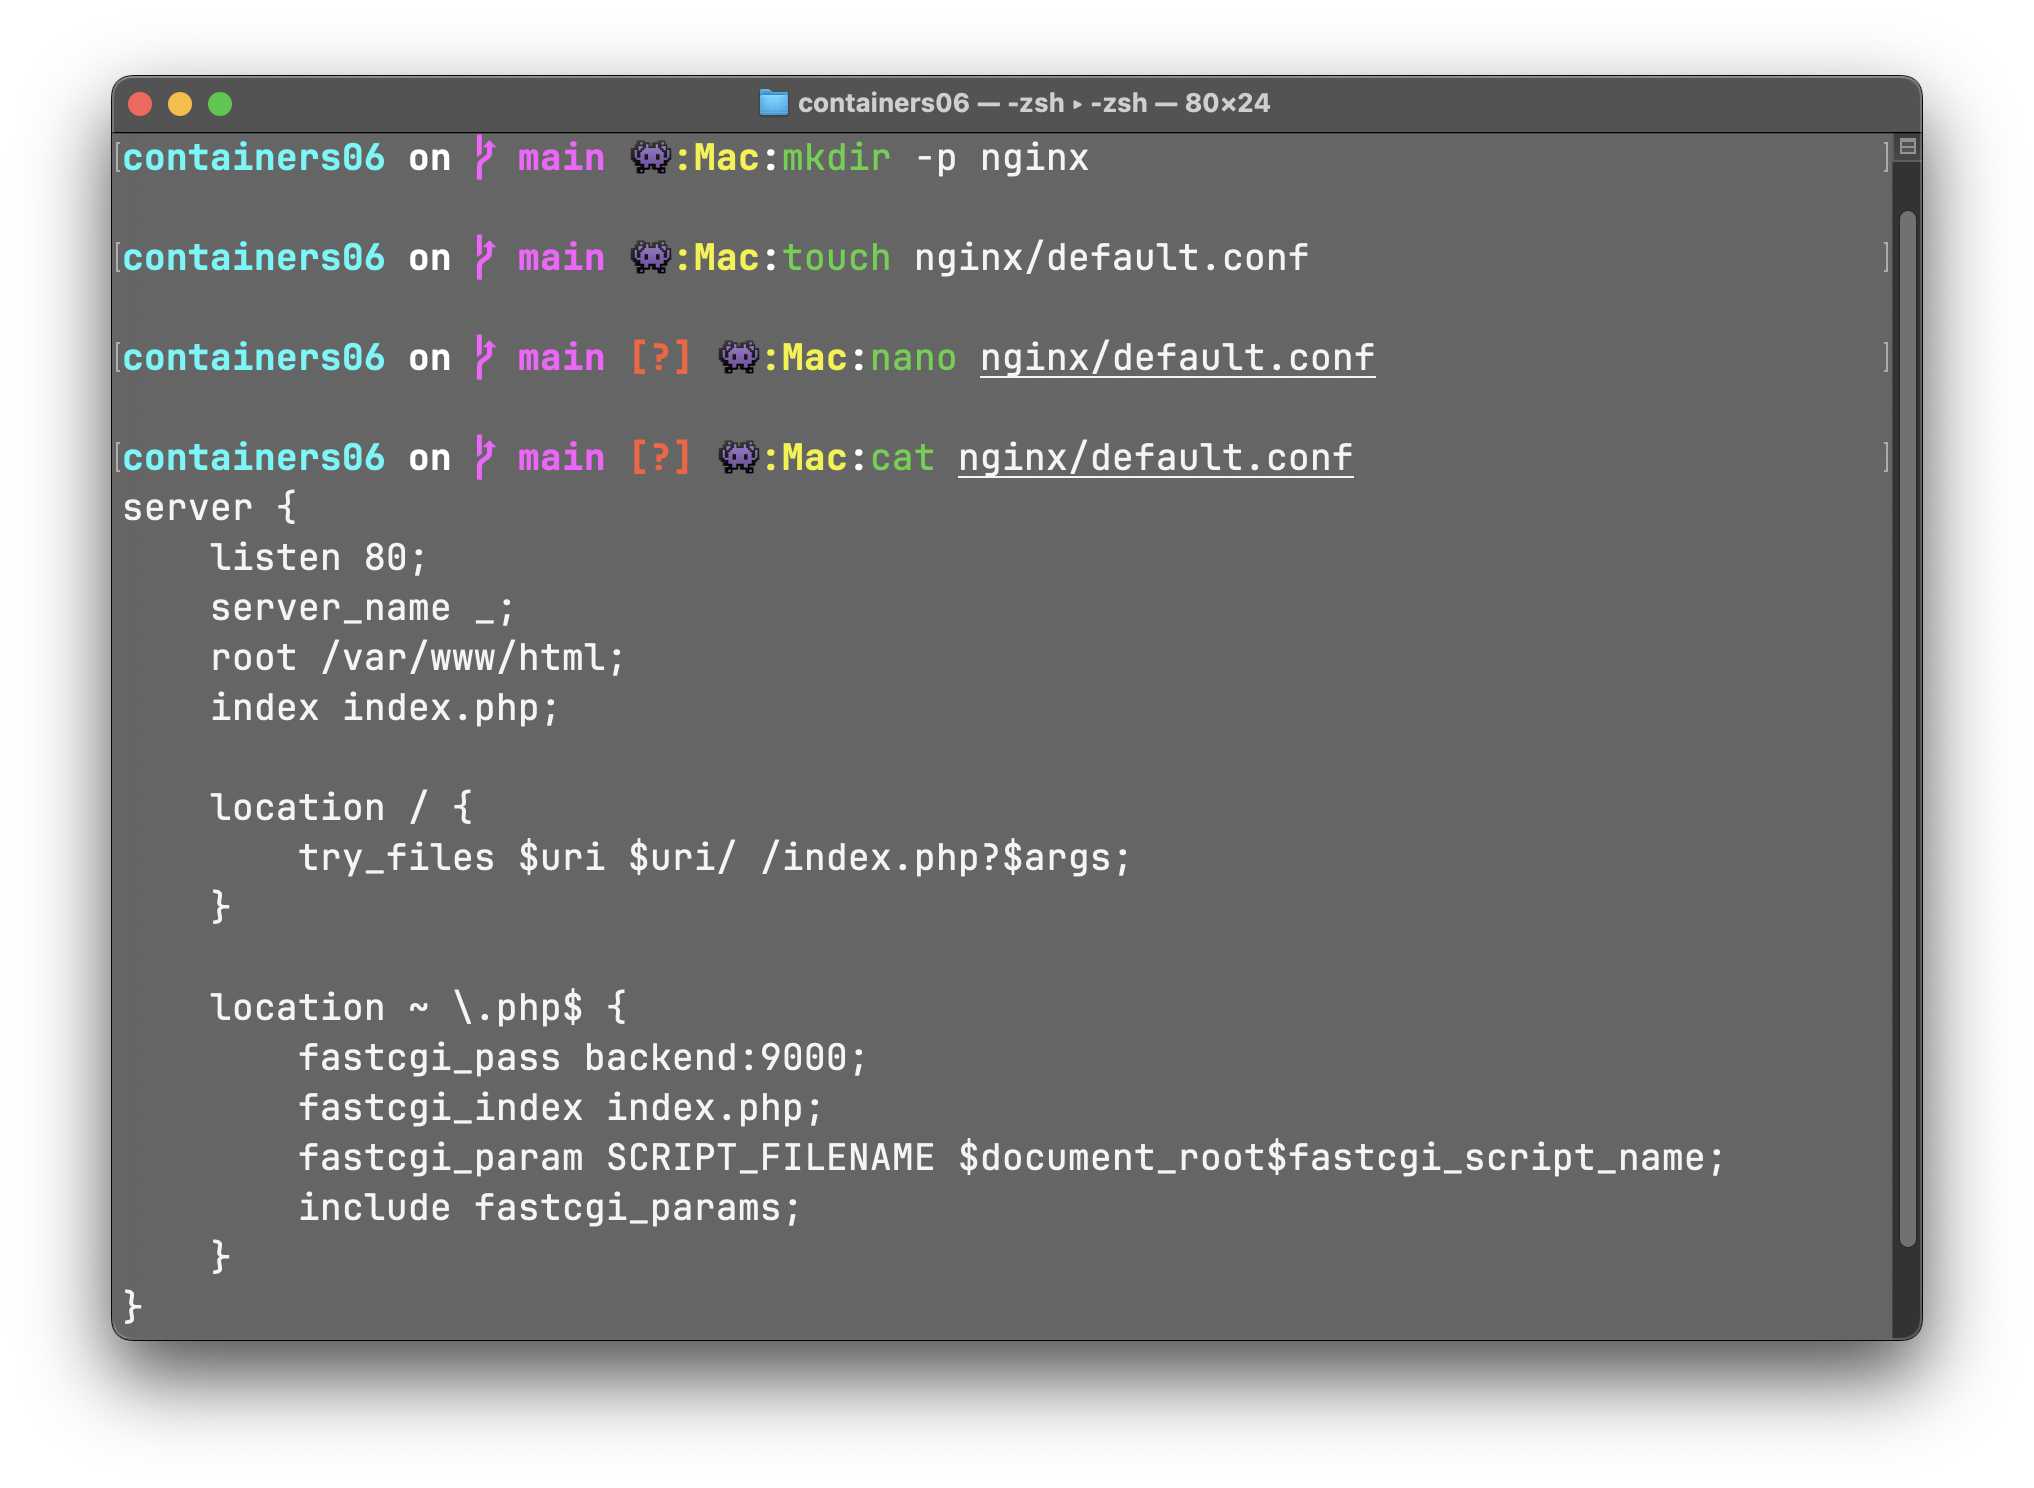 containers06 — -zsh ▸ -zsh — 80×24
containers06 on main 👾:Mac:mkdir -p nginx
containers06 on main 👾:Mac:touch nginx/default.conf
containers06 on main [?] 👾:Mac:nano nginx/default.conf
containers06 on main [?] 👾:Mac:cat nginx/default.conf
server {
    listen 80;
    server_name _;
    root /var/www/html;
    index index.php;
    location / {
        try_files $uri $uri/ /index.php?$args;
    }
    location ~ \.php$ {
        fastcgi_pass backend:9000;
        fastcgi_index index.php;
        fastcgi_param SCRIPT_FILENAME $document_root$fastcgi_script_name;
        include fastcgi_params;
    }
}